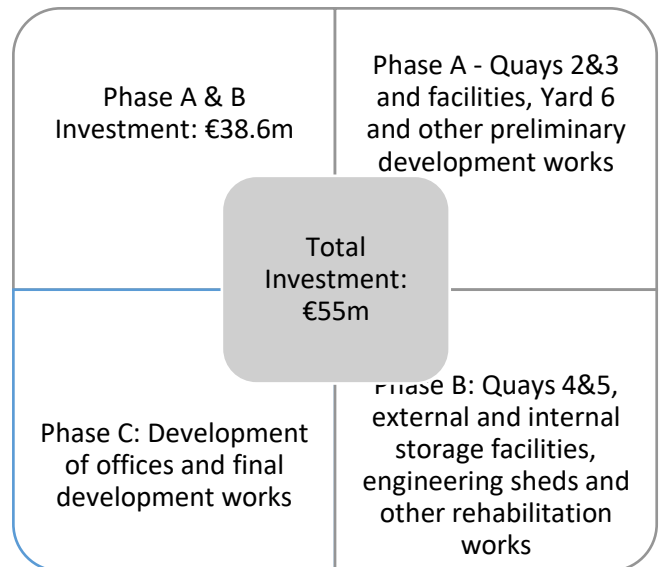 Phase A & B
Investment: €38.6m
Phase A - Quays 2&3
and facilities, Yard 6
and other preliminary
development works
Total
Investment:
€55m
Phase C: Development
of offices and final
development works
Phase B: Quays 4&5,
external and internal
storage facilities,
engineering sheds and
other rehabilitation
works